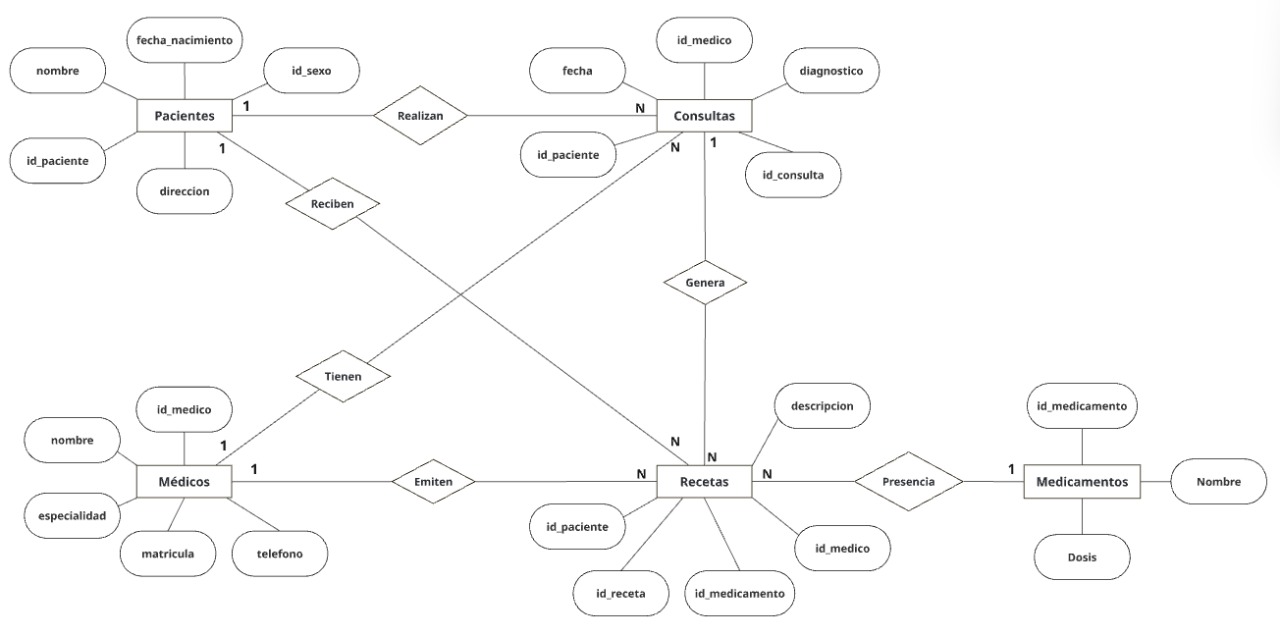 fecha_nacimiento
nombre
id_sexo
Pacientes
id_paciente
direccion
1
1
Realizan
N
id_medico
fecha
diagnostico
Consultas
id_paciente
id_consulta
N
1
Reciben
Genera
Tienen
id_medico
nombre
Médicos
especialidad
matricula
telefono
1
1
Emiten
N
N
N
descripcion
Recetas
N
id_paciente
id_medico
id_receta
id_medicamento
Presencia
1
id_medicamento
Medicamentos
Nombre
Dosis